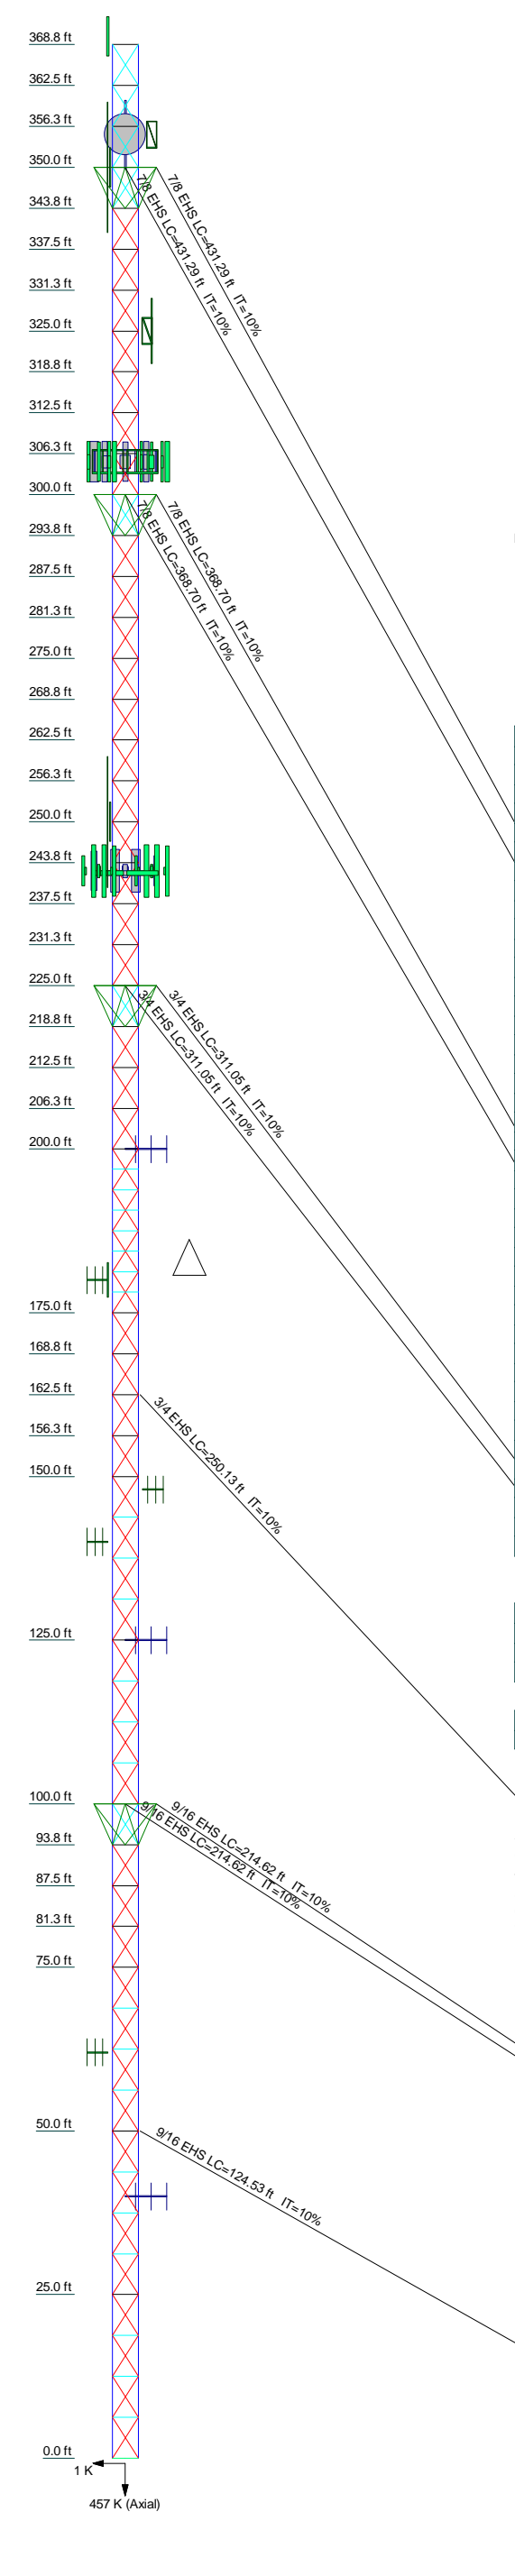 368.8 ft
362.5 ft
356.3 ft
350.0 ft
7/8 EHS LC=431.29 ft IT=10%
7/8 EHS LC=431.29 ft IT=10%
343.8 ft
337.5 ft
331.3 ft
325.0 ft
318.8 ft
312.5 ft
306.3 ft
300.0 ft
7/8 EHS LC=368.70 ft IT=10%
7/8 EHS LC=368.70 ft IT=10%
293.8 ft
287.5 ft
281.3 ft
275.0 ft
268.8 ft
262.5 ft
256.3 ft
250.0 ft
243.8 ft
237.5 ft
231.3 ft
225.0 ft
3/4 EHS LC=311.05 ft IT=10%
3/4 EHS LC=311.05 ft IT=10%
218.8 ft
212.5 ft
206.3 ft
200.0 ft
175.0 ft
168.8 ft
162.5 ft
3/4 EHS LC=250.13 ft IT=10%
156.3 ft
150.0 ft
125.0 ft
100.0 ft
9/16 EHS LC=214.62 ft IT=10%
9/16 EHS LC=214.62 ft IT=10%
93.8 ft
87.5 ft
81.3 ft
75.0 ft
50.0 ft
9/16 EHS LC=124.53 ft IT=10%
25.0 ft
0.0 ft
1 K
457 K (Axial)